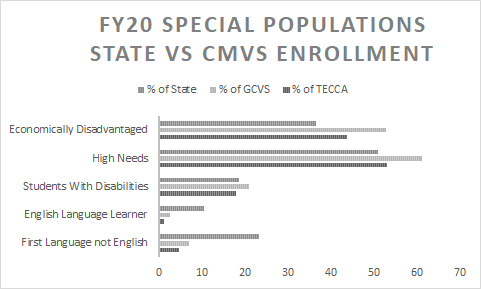 FY20 SPECIAL POPULATIONS
STATE VS CMVS ENROLLMENT
% of State % of GCVS % of TECCA
Economically Disadvantaged
High Needs
Students With Disabilities
English Language Learner
First Language not English
0 10 20 30 40 50 60 70